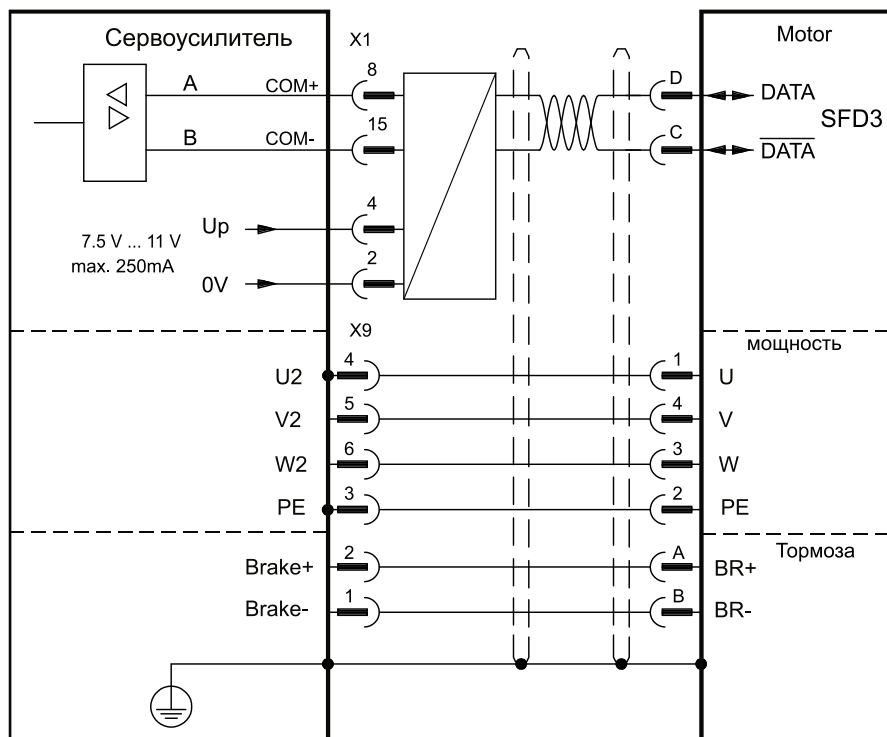 Сервоусилитель
X1
Motor
A
COM+
8
D
DATA
SFD3
B
COM-
15
C
DATA
Up
4
7.5 V ... 11 V
max. 250mA
0V
2
X9
мощность
U2
4
1
U
V2
5
4
V
W2
6
3
W
PE
3
2
PE
Тормоза
Brake+
2
A
BR+
Brake-
1
B
BR-